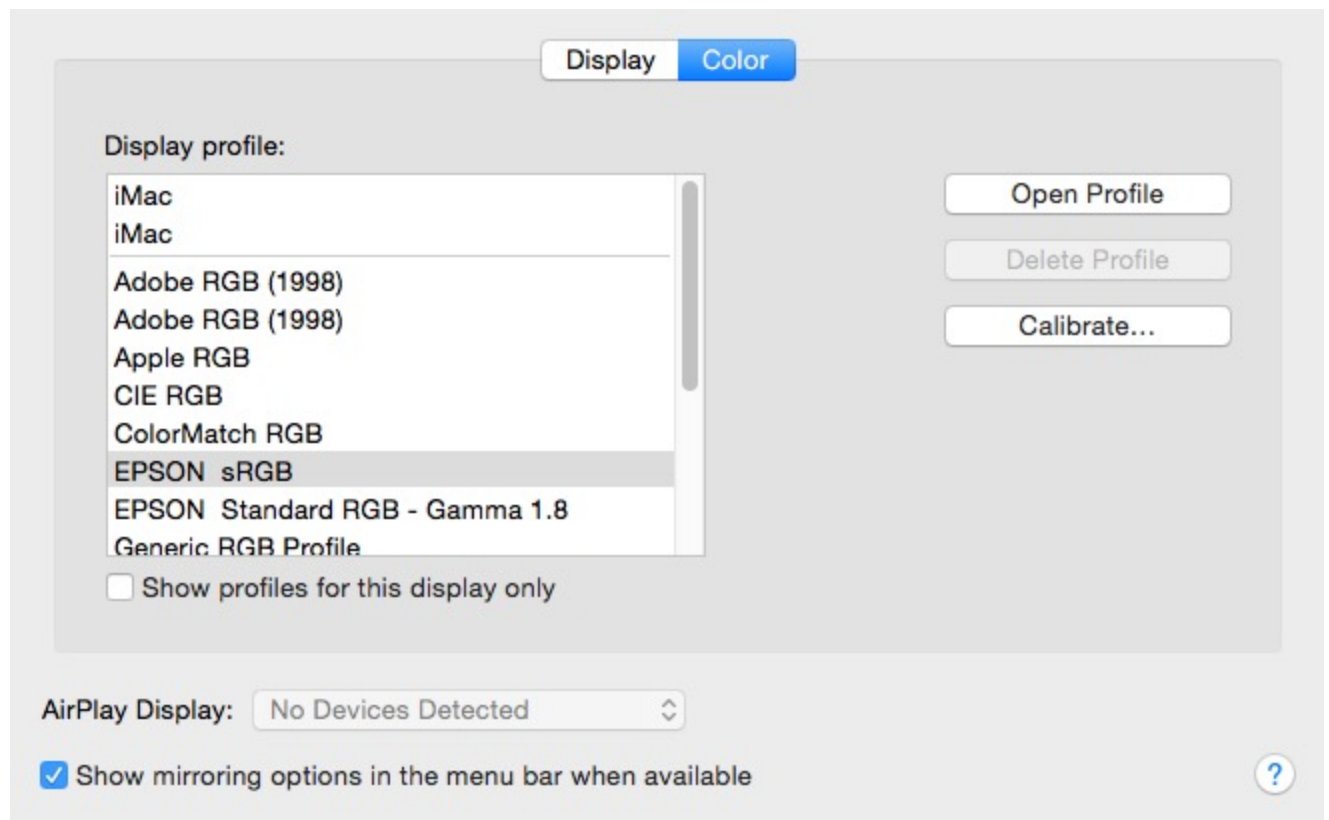 Display Color
Display profile:
iMac
iMac
Adobe RGB (1998)
Adobe RGB (1998)
Apple RGB
CIE RGB
ColorMatch RGB
EPSON  sRGB
EPSON  Standard RGB - Gamma 1.8
Generic RGB Profile
Open Profile
Delete Profile
Calibrate...
Show profiles for this display only
AirPlay Display: No Devices Detected
Show mirroring options in the menu bar when available
?